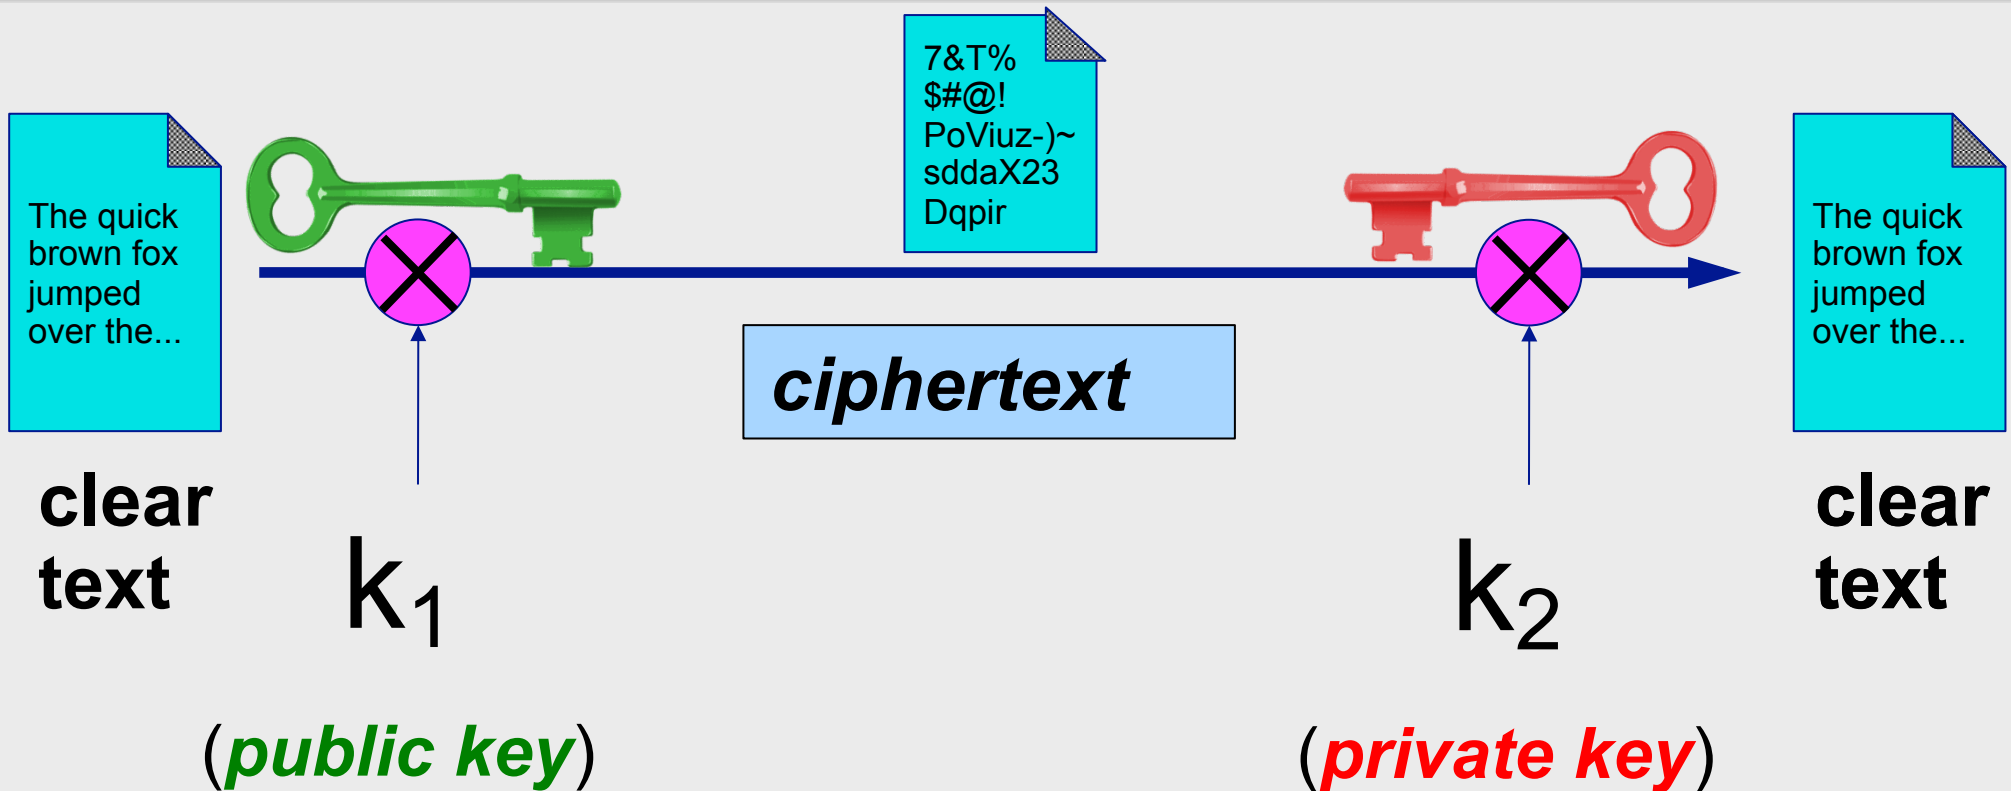 7&T%
$#@!
PoViuz-)~
sddaX23
Dqpir
The quick
brown fox
jumped
over the...
The quick
brown fox
jumped
over the...
ciphertext
clear
text
k₁
k₂
clear
text
(public key)
(private key)